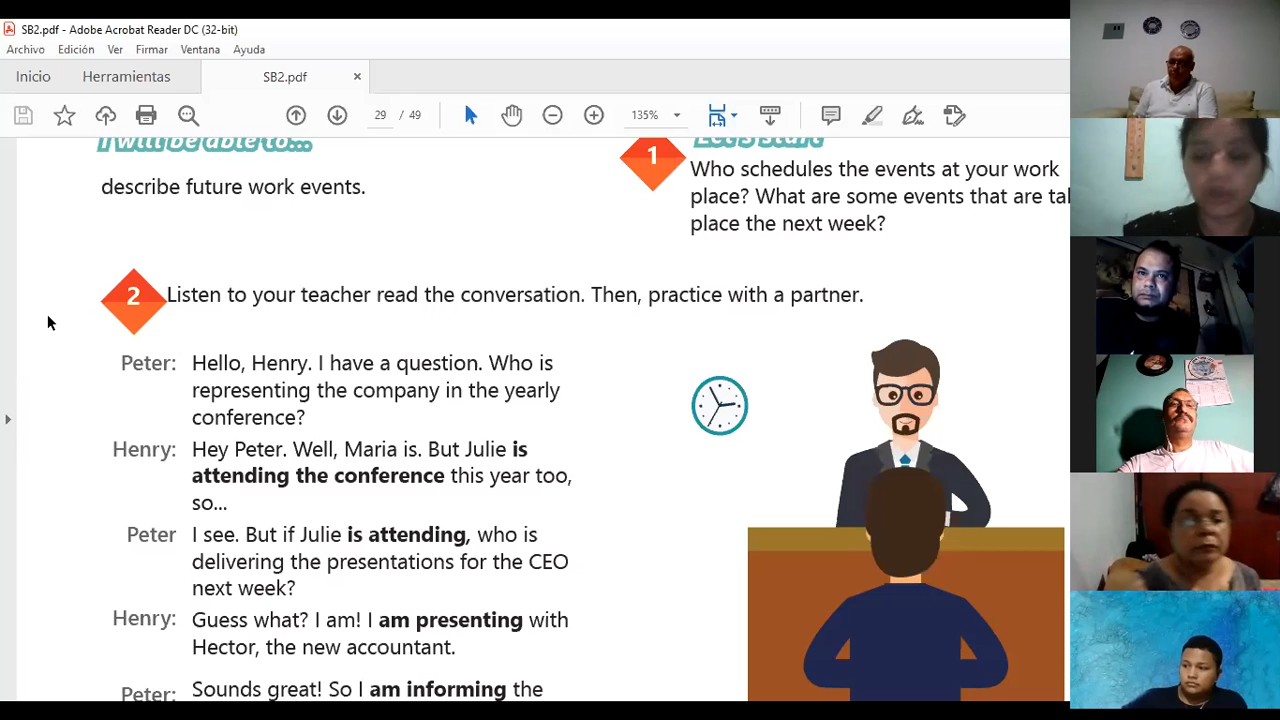 SB2.pdf - Adobe Acrobat Reader DC (32-bit)
Archivo Edición Ver Firmar Ventana Ayuda
Inicio Herramientas SB2.pdf ×
29 / 49 135%
I will be able to...
describe future work events.
1 Let's start
Who schedules the events at your work
place? What are some events that are
place the next week?
2 Listen to your teacher read the conversation. Then, practice with a partner.
Peter: Hello, Henry. I have a question. Who is
representing the company in the yearly
conference?
Henry: Hey Peter. Well, Maria is. But Julie is
attending the conference this year too,
so...
Peter I see. But if Julie is attending, who is
delivering the presentations for the CEO
next week?
Henry: Guess what? I am! I am presenting with
Hector, the new accountant.
Peter: Sounds great! So I am informing the